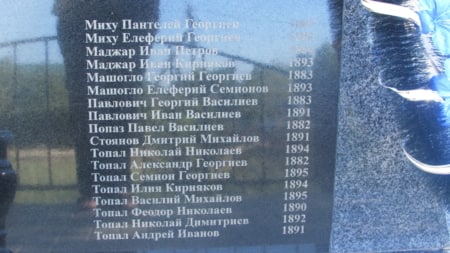 Миху Пантелей Георгиев
Миху Елеферий Георгиев
Маджар Иван Петров
Маджар Иван Кирияков 1893
Машогло Георгий Георгиев 1883
Машогло Елеферий Семионов 1893
Павлович Георгий Василиев 1883
Павлович Иван Василиев 1891
Попаз Павел Василиев 1882
Стоянов Дмитрий Михайлов 1891
Топал Николай Николаев 1894
Топал Александр Георгиев 1882
Топал Семион Георгиев 1895
Топал Илия Кирияков 1894
Топал Василий Михайлов 1895
Топал Феодор Николаев 1890
Топал Николай Димитриев 1892
Топал Андрей Иванов 1891